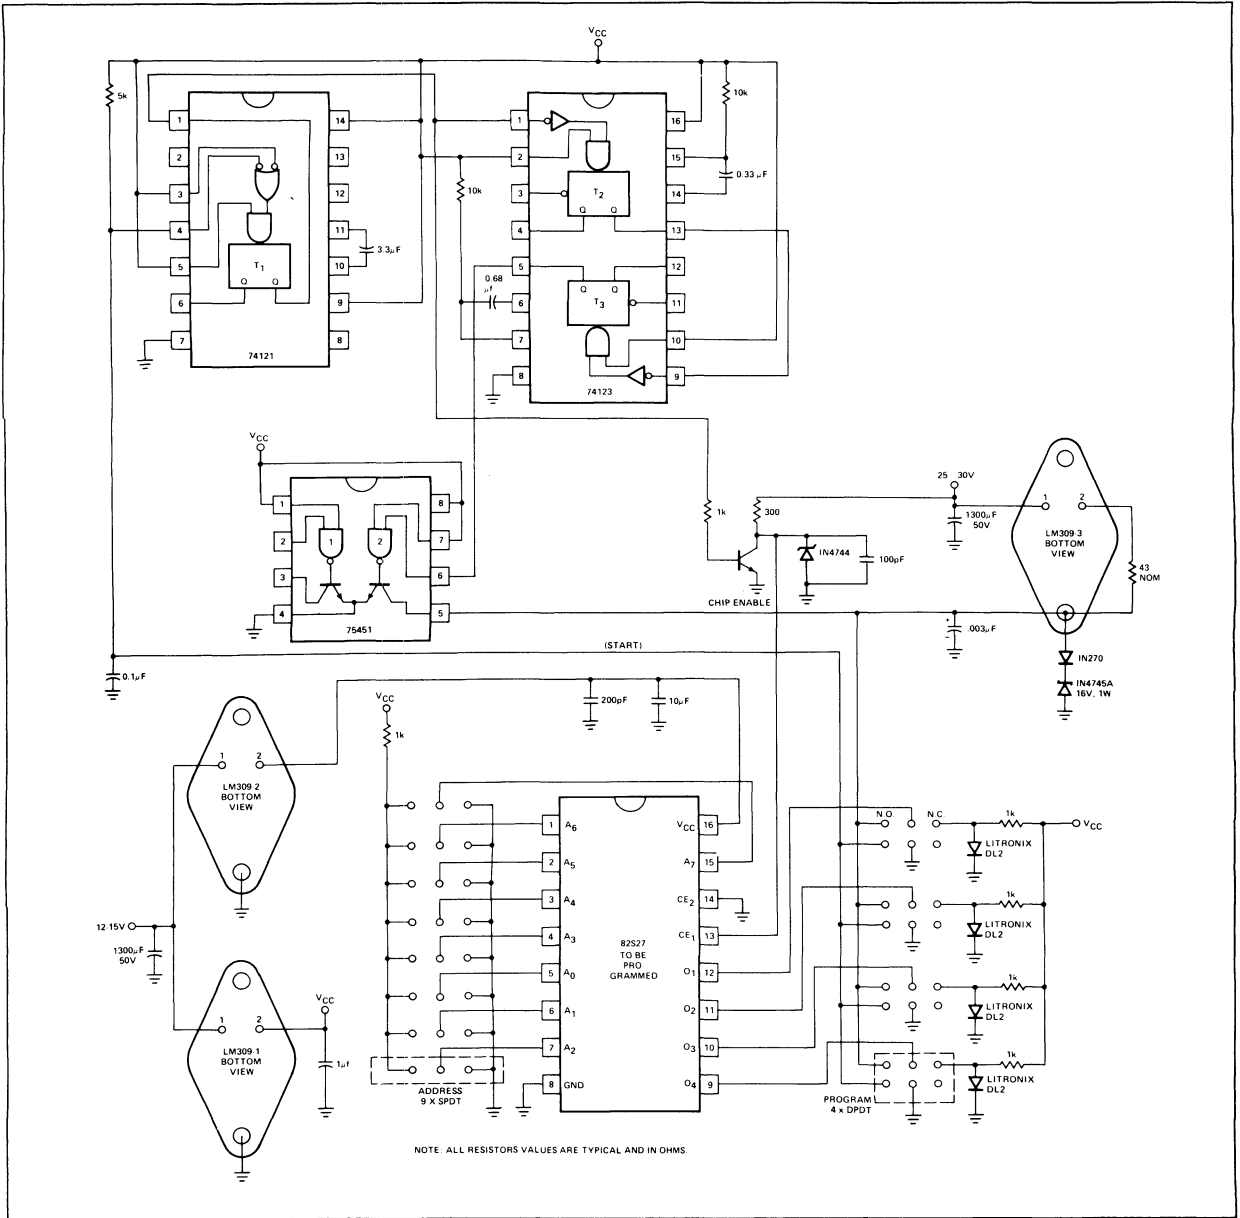 VCC
5k
1
2
3
4
5
6
7
14
13
12
11
10
9
8
T1
Q
Q
74121
3.3µF
10k
0.68
µf
1
2
3
4
5
6
7
8
16
15
14
13
12
11
10
9
T2
Q
Q
Q
Q
T3
74123
10k
0.33 µF
VCC
1
2
3
4
8
7
6
5
1
2
75451
1k
300
IN4744
100pF
CHIP ENABLE
25 30V
1300µF
50V
1
2
LM309-3
BOTTOM
VIEW
43
NOM
+
−
.003µF
IN270
IN4745A
16V, 1W
(START)
0.1µF
200pF
10µF
VCC
1k
1
2
LM309-2
BOTTOM
VIEW
12-15V
1300µF
50V
1
2
LM309-1
BOTTOM
VIEW
VCC
1µf
ADDRESS
9 X SPDT
1 A6
2 A5
3 A4
4 A3
5 A0
6 A1
7 A2
8 GND
82S27
TO BE
PRO
GRAMMED
VCC 16
A7 15
CE2 14
CE1 13
O1 12
O2 11
O3 10
O4 9
N.O.
N.C.
1k
VCC
LITRONIX
DL2
1k
LITRONIX
DL2
1k
LITRONIX
DL2
1k
LITRONIX
DL2
PROGRAM
4 x DPDT
NOTE: ALL RESISTORS VALUES ARE TYPICAL AND IN OHMS.